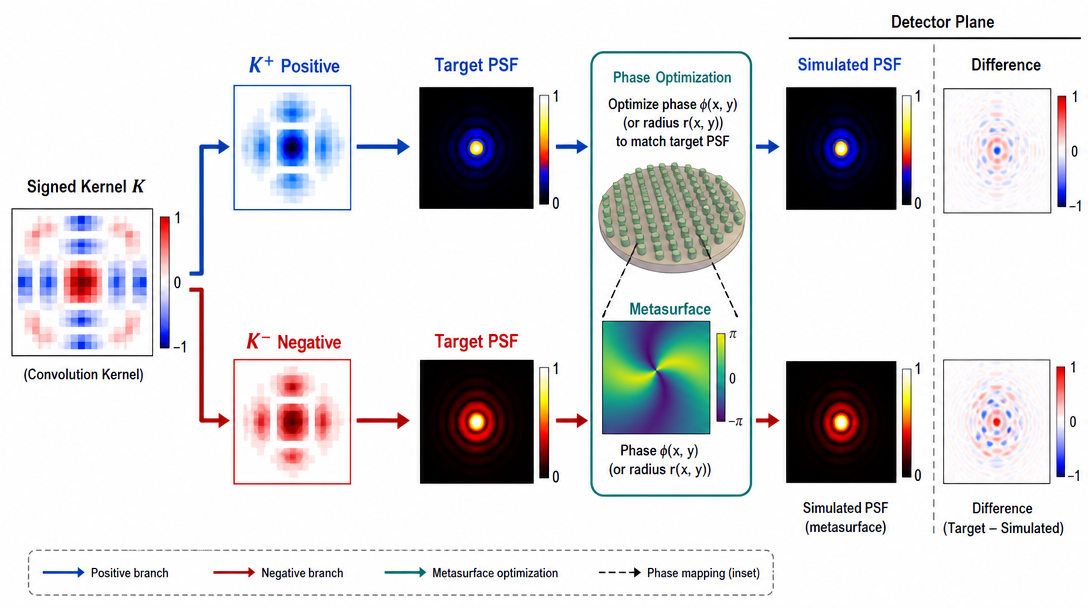 Detector Plane
K⁺ Positive
Target PSF
Phase Optimization
Optimize phase ϕ(x, y)
(or radius r(x, y))
to match target PSF
Simulated PSF
Difference
1
0
1
0
1
0
−1
Signed Kernel K
1
0
−1
(Convolution Kernel)
K⁻ Negative
Target PSF
1
0
Metasurface
π
0
−π
Phase ϕ(x, y)
(or radius r(x, y))
1
0
1
0
−1
Simulated PSF
(metasurface)
Difference
(Target − Simulated)
Positive branch
Negative branch
Metasurface optimization
Phase mapping (inset)